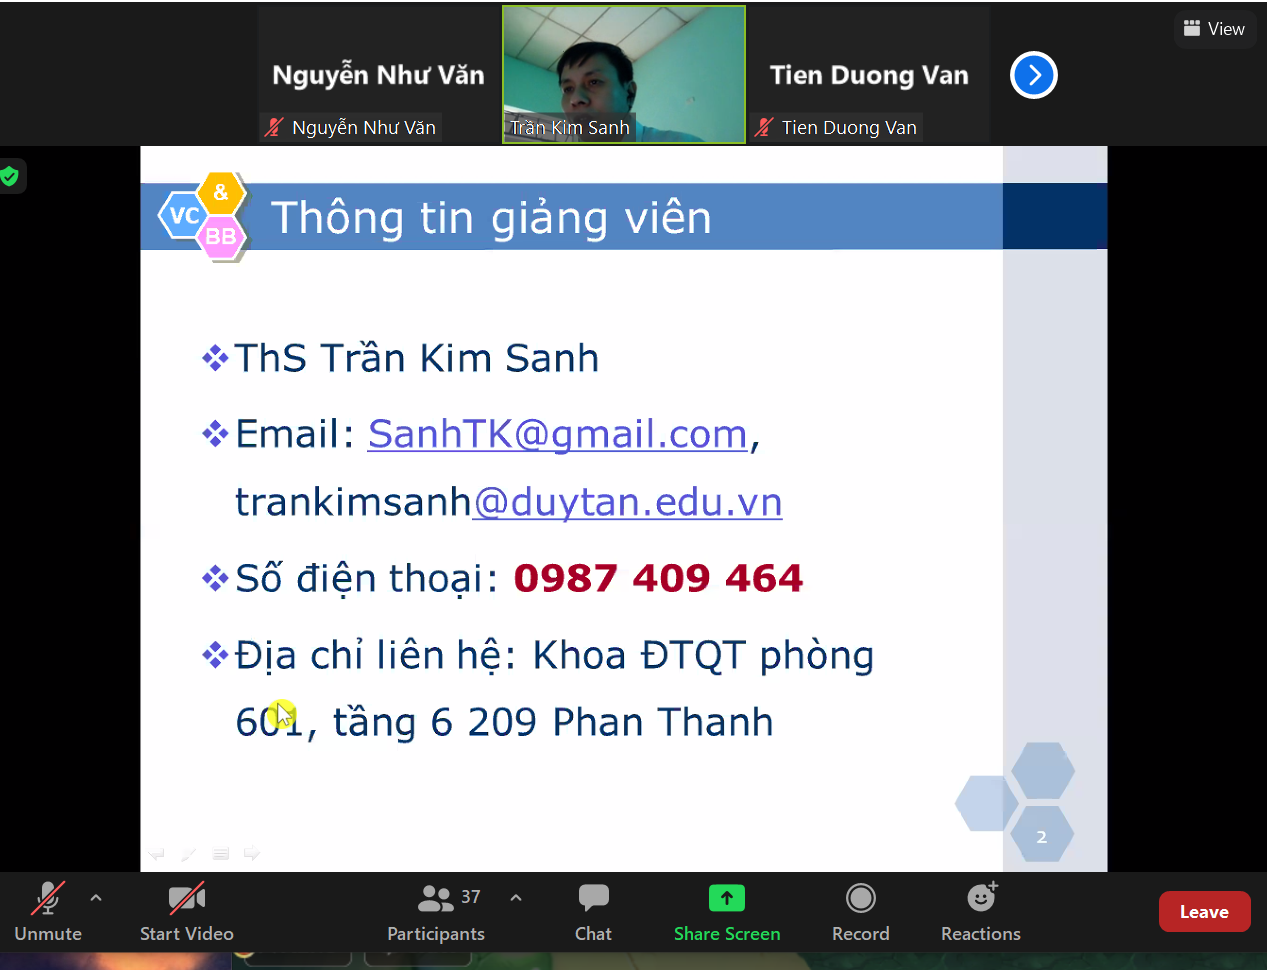 View
Nguyễn Như Văn
Tien Duong Van
Nguyễn Như Văn
Trần Kim Sanh
Tien Duong Van
&
VC
BB
Thông tin giảng viên
ThS Trần Kim Sanh
Email: SanhTK@gmail.com,
trankimsanh@duytan.edu.vn
Số điện thoại: 0987 409 464
Địa chỉ liên hệ: Khoa ĐTQT phòng
601, tầng 6 209 Phan Thanh
2
37
Unmute
Start Video
Participants
Chat
Share Screen
Record
Reactions
Leave